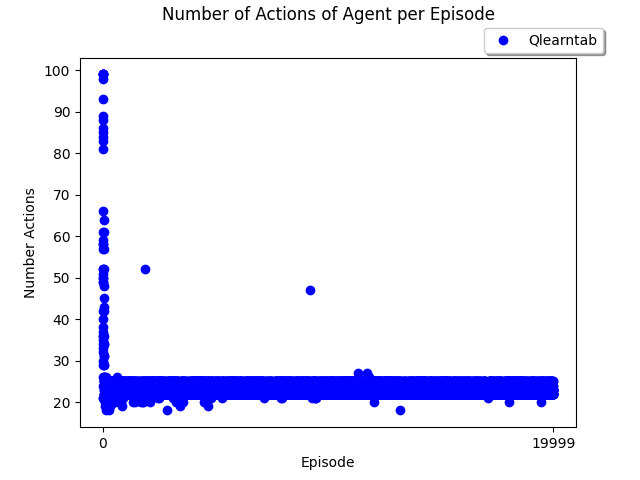 Number of Actions of Agent per Episode
Qlearntab
100
90
80
70
60
50
40
30
20
Number Actions
0 19999
Episode